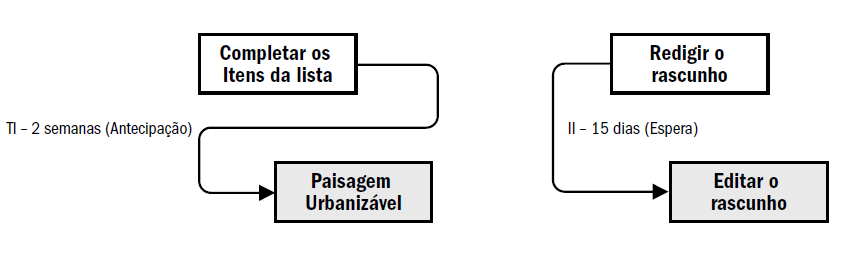 Completar os
Itens da lista
TI – 2 semanas (Antecipação)
Paisagem
Urbanizável
Redigir o
rascunho
II – 15 dias (Espera)
Editar o
rascunho